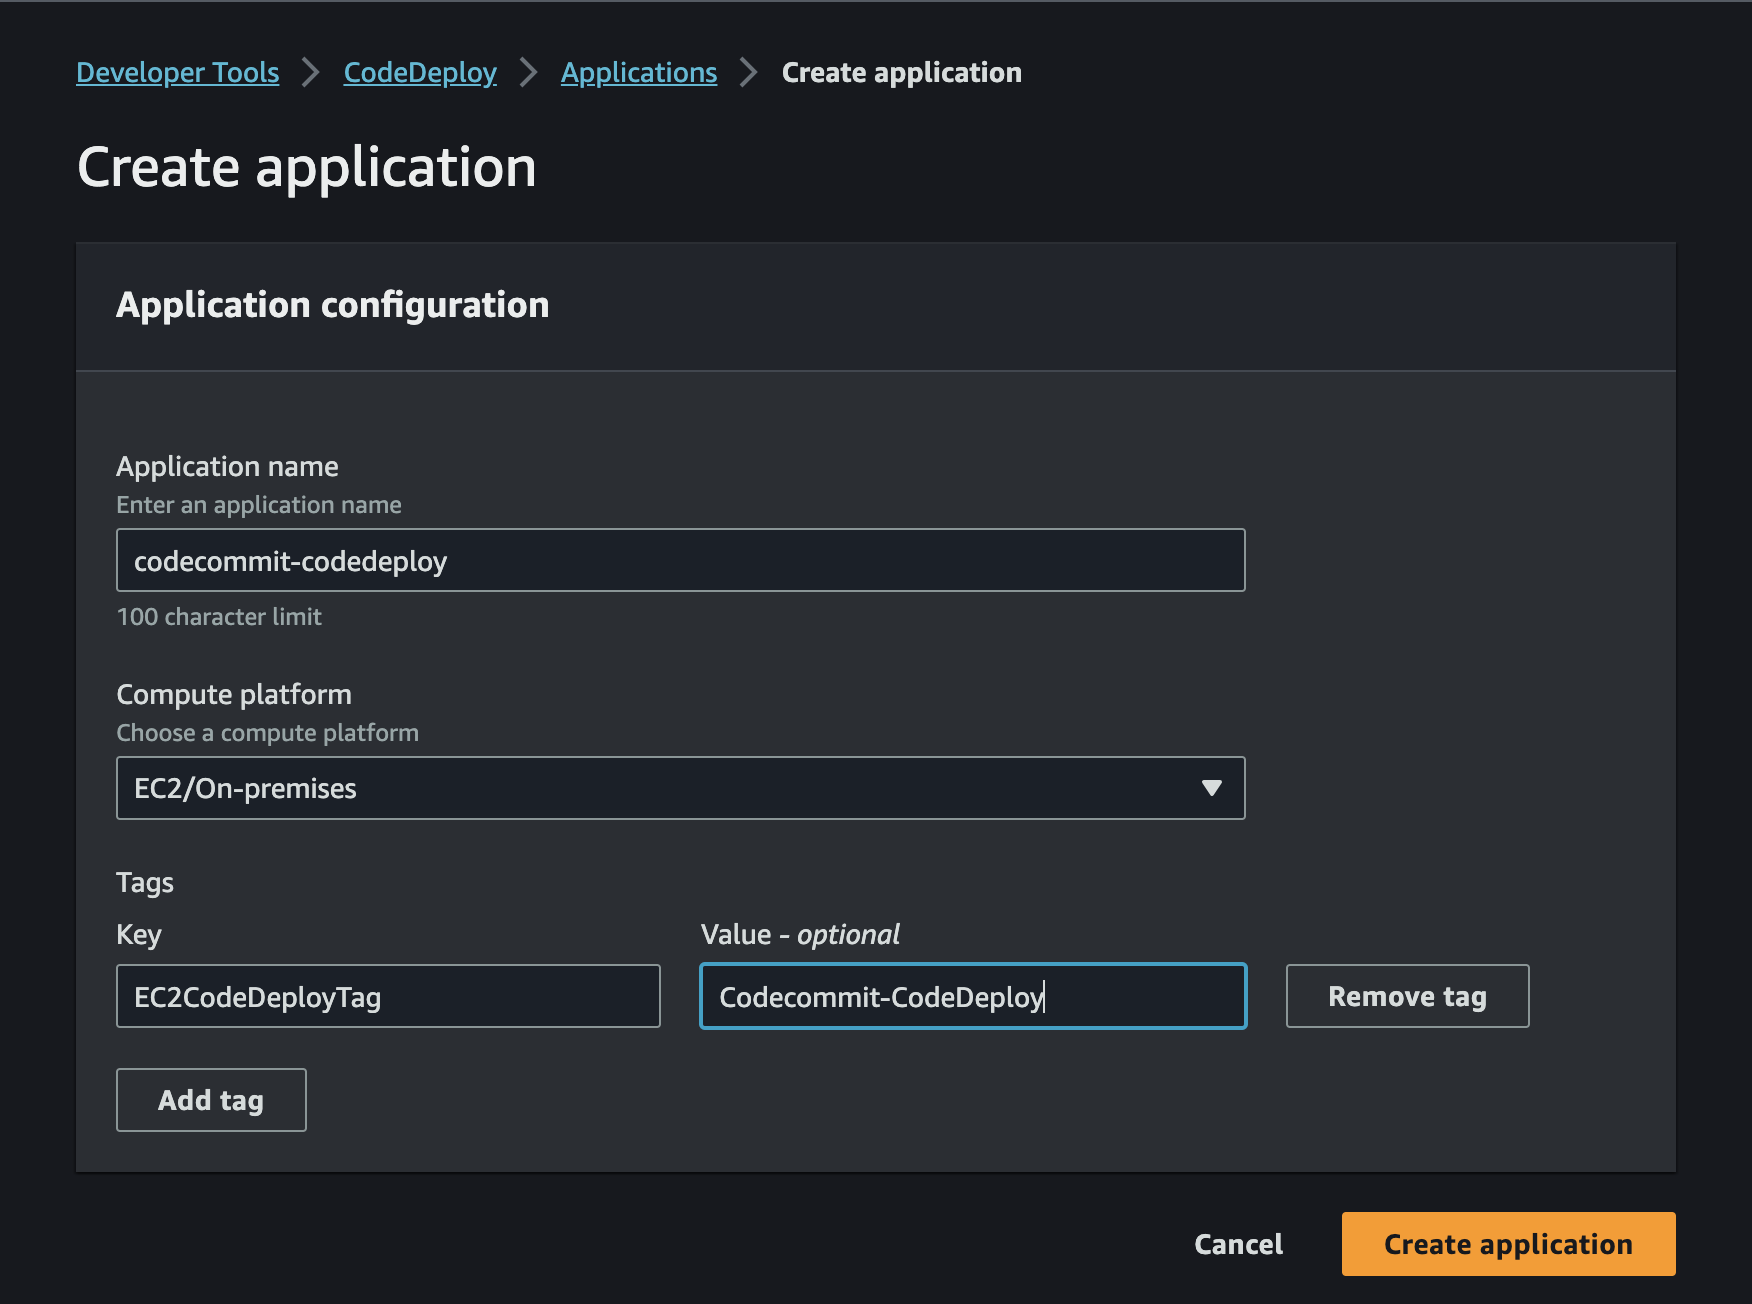 Developer Tools > CodeDeploy > Applications > Create application
Create application
Application configuration
Application name
Enter an application name
codecommit-codedeploy
100 character limit
Compute platform
Choose a compute platform
EC2/On-premises
Tags
Key
Value - optional
EC2CodeDeployTag
Codecommit-CodeDeploy
Remove tag
Add tag
Cancel
Create application